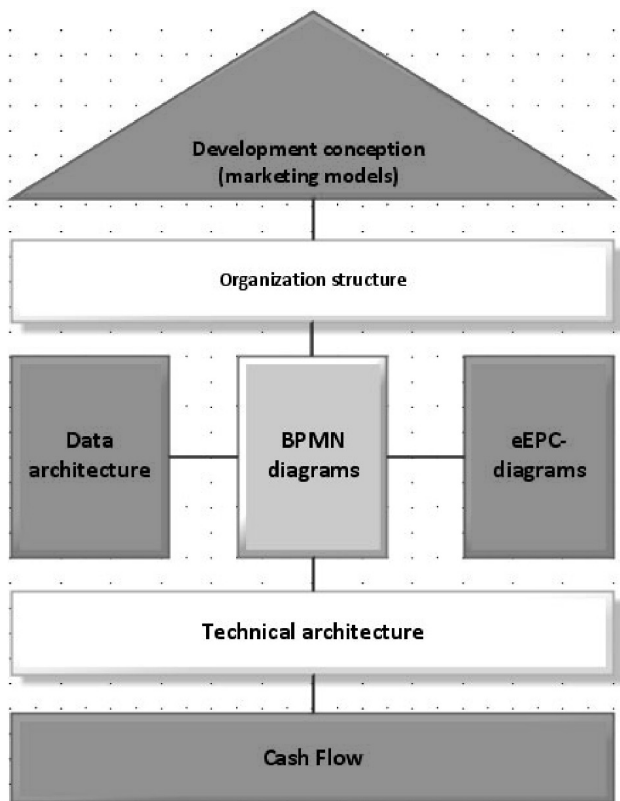 Development conception
(marketing models)
Organization structure
Data
architecture
BPMN
diagrams
eEPC-
diagrams
Technical architecture
Cash Flow